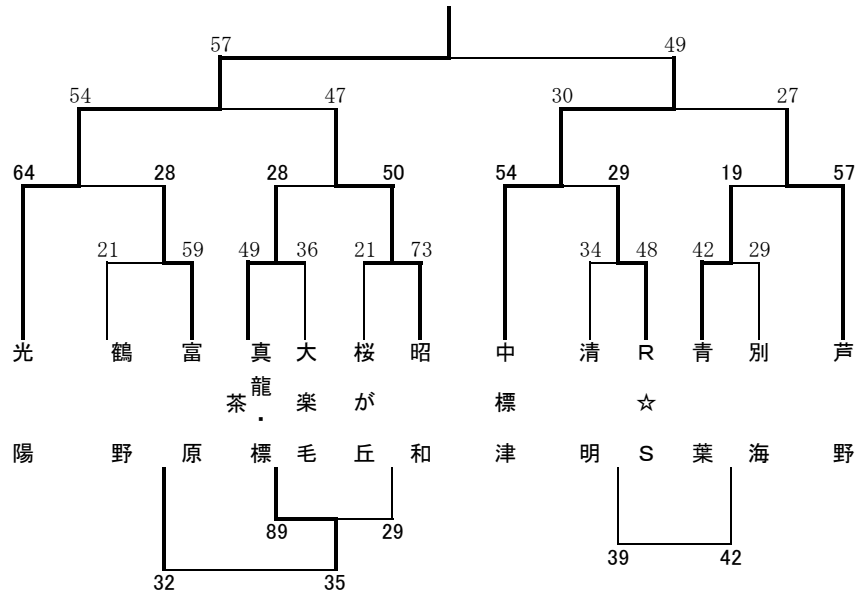 57 49
54 47 30 27
64 28 28 50 54 29 19 57
21 59 49 36 21 73 34 48 42 29
光陽
鶴野
富原
真龍・標茶
大楽毛
桜が丘
昭和
中標津
清明
R☆S
青葉
別海
芦野
89 29
39 42
32 35